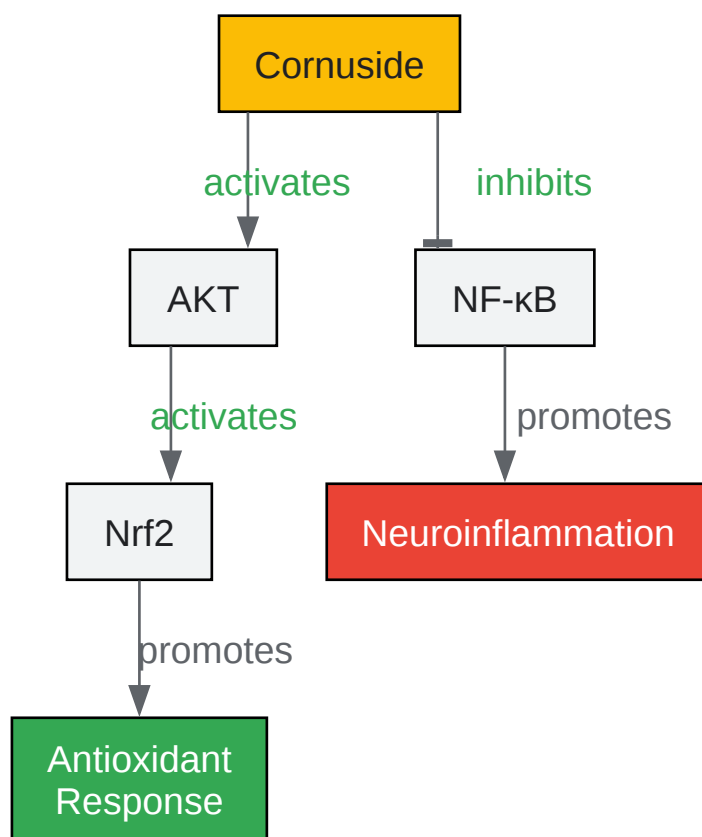 Cornuside
activates
inhibits
AKT
NF-κB
activates
promotes
Nrf2
Neuroinflammation
promotes
Antioxidant
Response